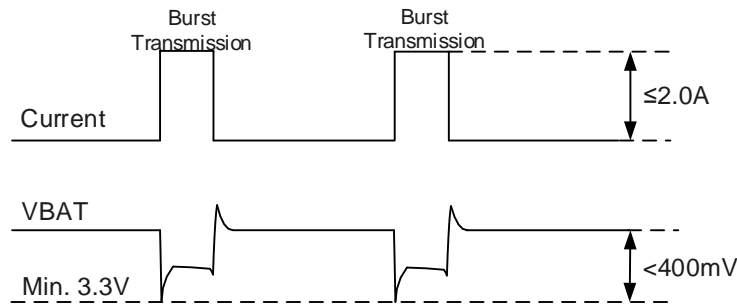 Burst
Transmission
Burst
Transmission
Current
≤2.0A
VBAT
Min. 3.3V
<400mV